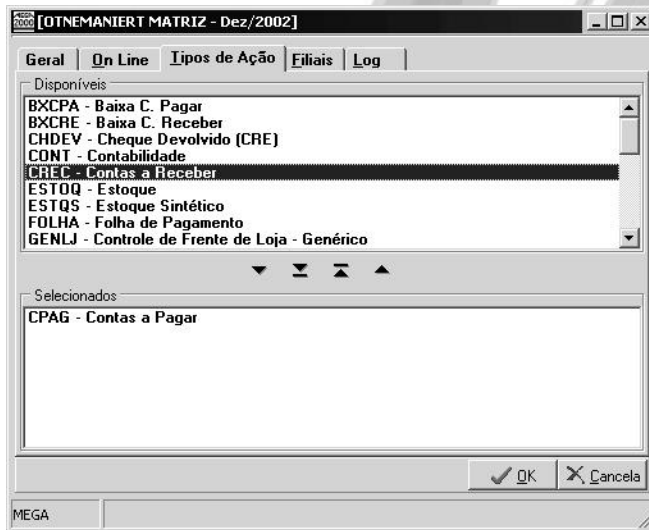 MEGA
2000
[OTNEMANIERT MATRIZ - Dez/2002]
Geral On Line Tipos de Ação Filiais Log
Disponíveis
BXCPA - Baixa C. Pagar
BXCRE - Baixa C. Receber
CHDEV - Cheque Devolvido (CRE)
CONT - Contabilidade
CREC - Contas a Receber
ESTOQ - Estoque
ESTQS - Estoque Sintético
FOLHA - Folha de Pagamento
GENLJ - Controle de Frente de Loja - Genérico
Selecionados
CPAG - Contas a Pagar
OK Cancela
MEGA